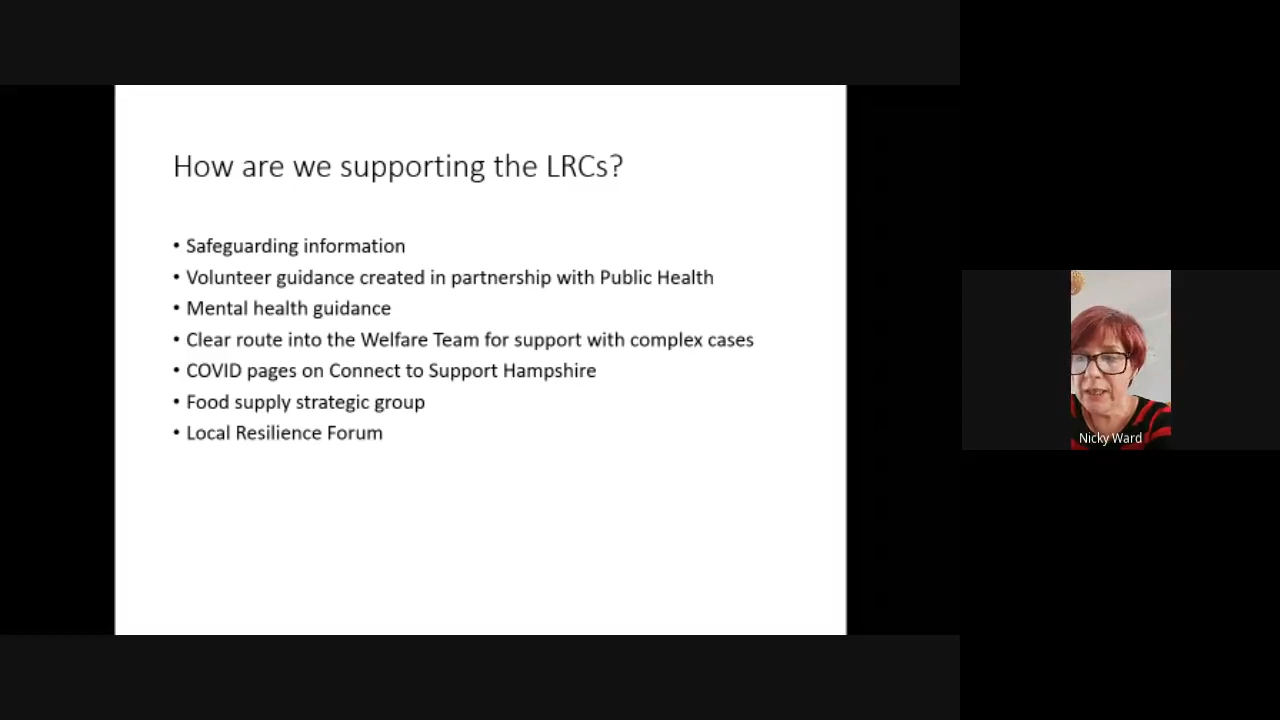 How are we supporting the LRCs?
• Safeguarding information
• Volunteer guidance created in partnership with Public Health
• Mental health guidance
• Clear route into the Welfare Team for support with complex cases
• COVID pages on Connect to Support Hampshire
• Food supply strategic group
• Local Resilience Forum
Nicky Ward